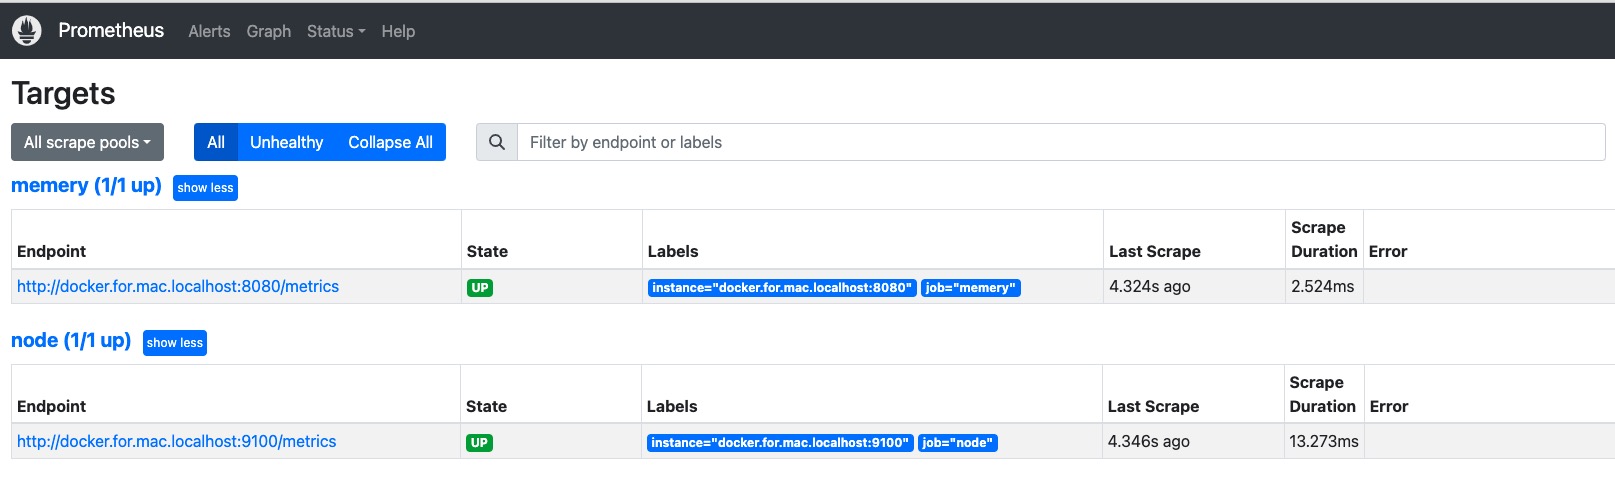 Prometheus Alerts Graph Status Help
Targets
All scrape pools All Unhealthy Collapse All Filter by endpoint or labels
memery (1/1 up) show less
Endpoint State Labels Last Scrape Scrape Duration Error
http://docker.for.mac.localhost:8080/metrics UP instance="docker.for.mac.localhost:8080" job="memery" 4.324s ago 2.524ms
node (1/1 up) show less
Endpoint State Labels Last Scrape Scrape Duration Error
http://docker.for.mac.localhost:9100/metrics UP instance="docker.for.mac.localhost:9100" job="node" 4.346s ago 13.273ms